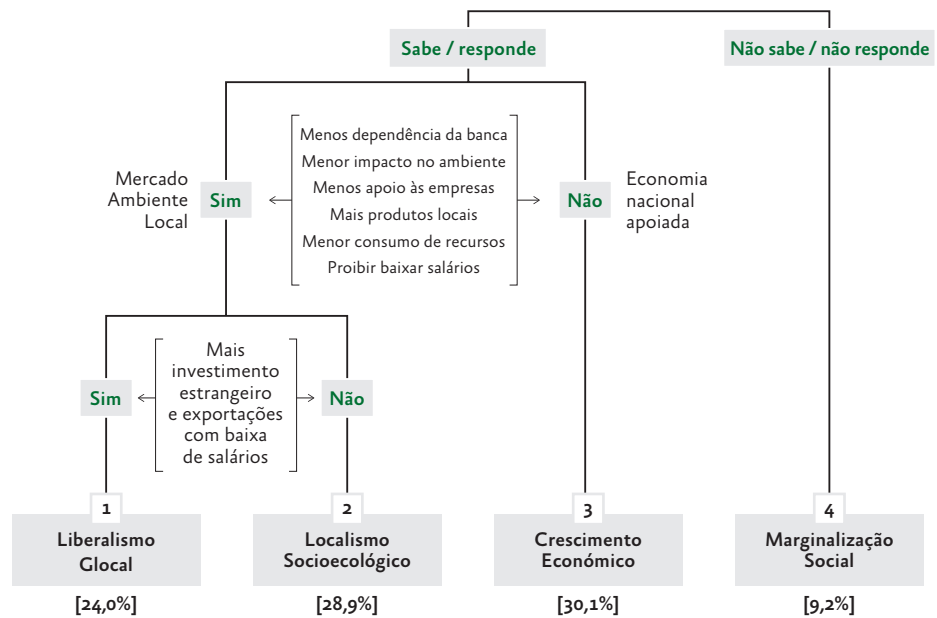 Sabe / responde
Não sabe / não responde
Mercado
Ambiente
Local
Sim
Menos dependência da banca
Menor impacto no ambiente
Menos apoio às empresas
Mais produtos locais
Menor consumo de recursos
Proibir baixar salários
Não
Economia
nacional
apoiada
Sim
Mais
investimento
estrangeiro
e exportações
com baixa
de salários
Não
1
Liberalismo
Glocal
[24,0%]
2
Localismo
Socioecológico
[28,9%]
3
Crescimento
Económico
[30,1%]
4
Marginalização
Social
[9,2%]